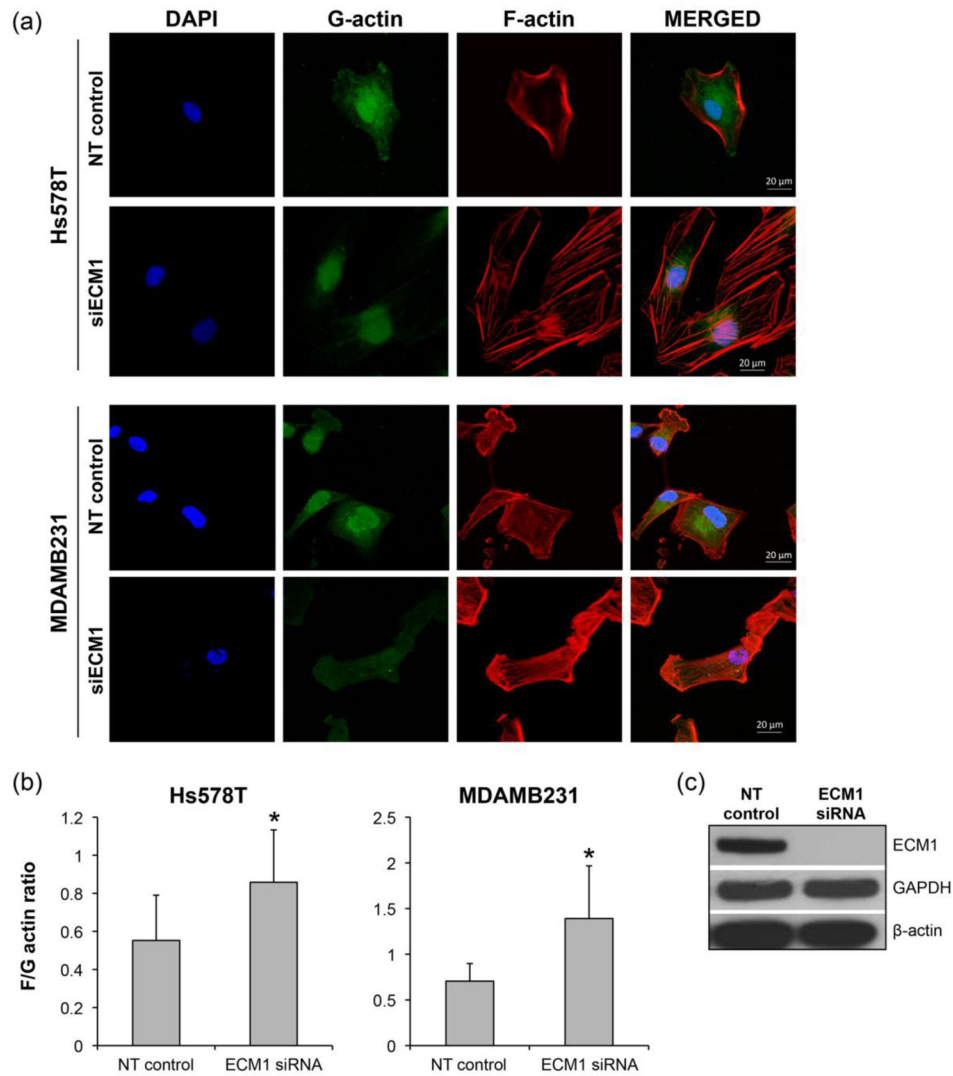 (a)
DAPI G-actin F-actin MERGED
Hs578T
NT control
20 µm
siECM1
20 µm
MDAMB231
NT control
20 µm
siECM1
20 µm
(b)
Hs578T
F/G actin ratio
1.2
1
0.8
0.6
0.4
0.2
0
*
NT control ECM1 siRNA
MDAMB231
2.5
2
1.5
1
0.5
0
*
NT control ECM1 siRNA
(c)
NT ECM1
control siRNA
ECM1
GAPDH
β-actin